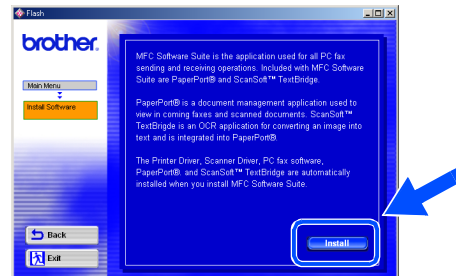 Flash
brother.
Main Menu
Install Software
MFC Software Suite is the application used for all PC fax
sending and receiving operations. Included with MFC Software
Suite are PaperPort® and ScanSoft™ TextBridge.
PaperPort® is a document management application used to
view in coming faxes and scanned documents. ScanSoft™
TextBrigde is an OCR application for converting an image into
text and is integrated into PaperPort®.
The Printer Driver, Scanner Driver, PC fax software,
PaperPort®. and ScanSoft™ TextBridge are automatically
installed when you install MFC Software Suite.
Back
Exit
Install